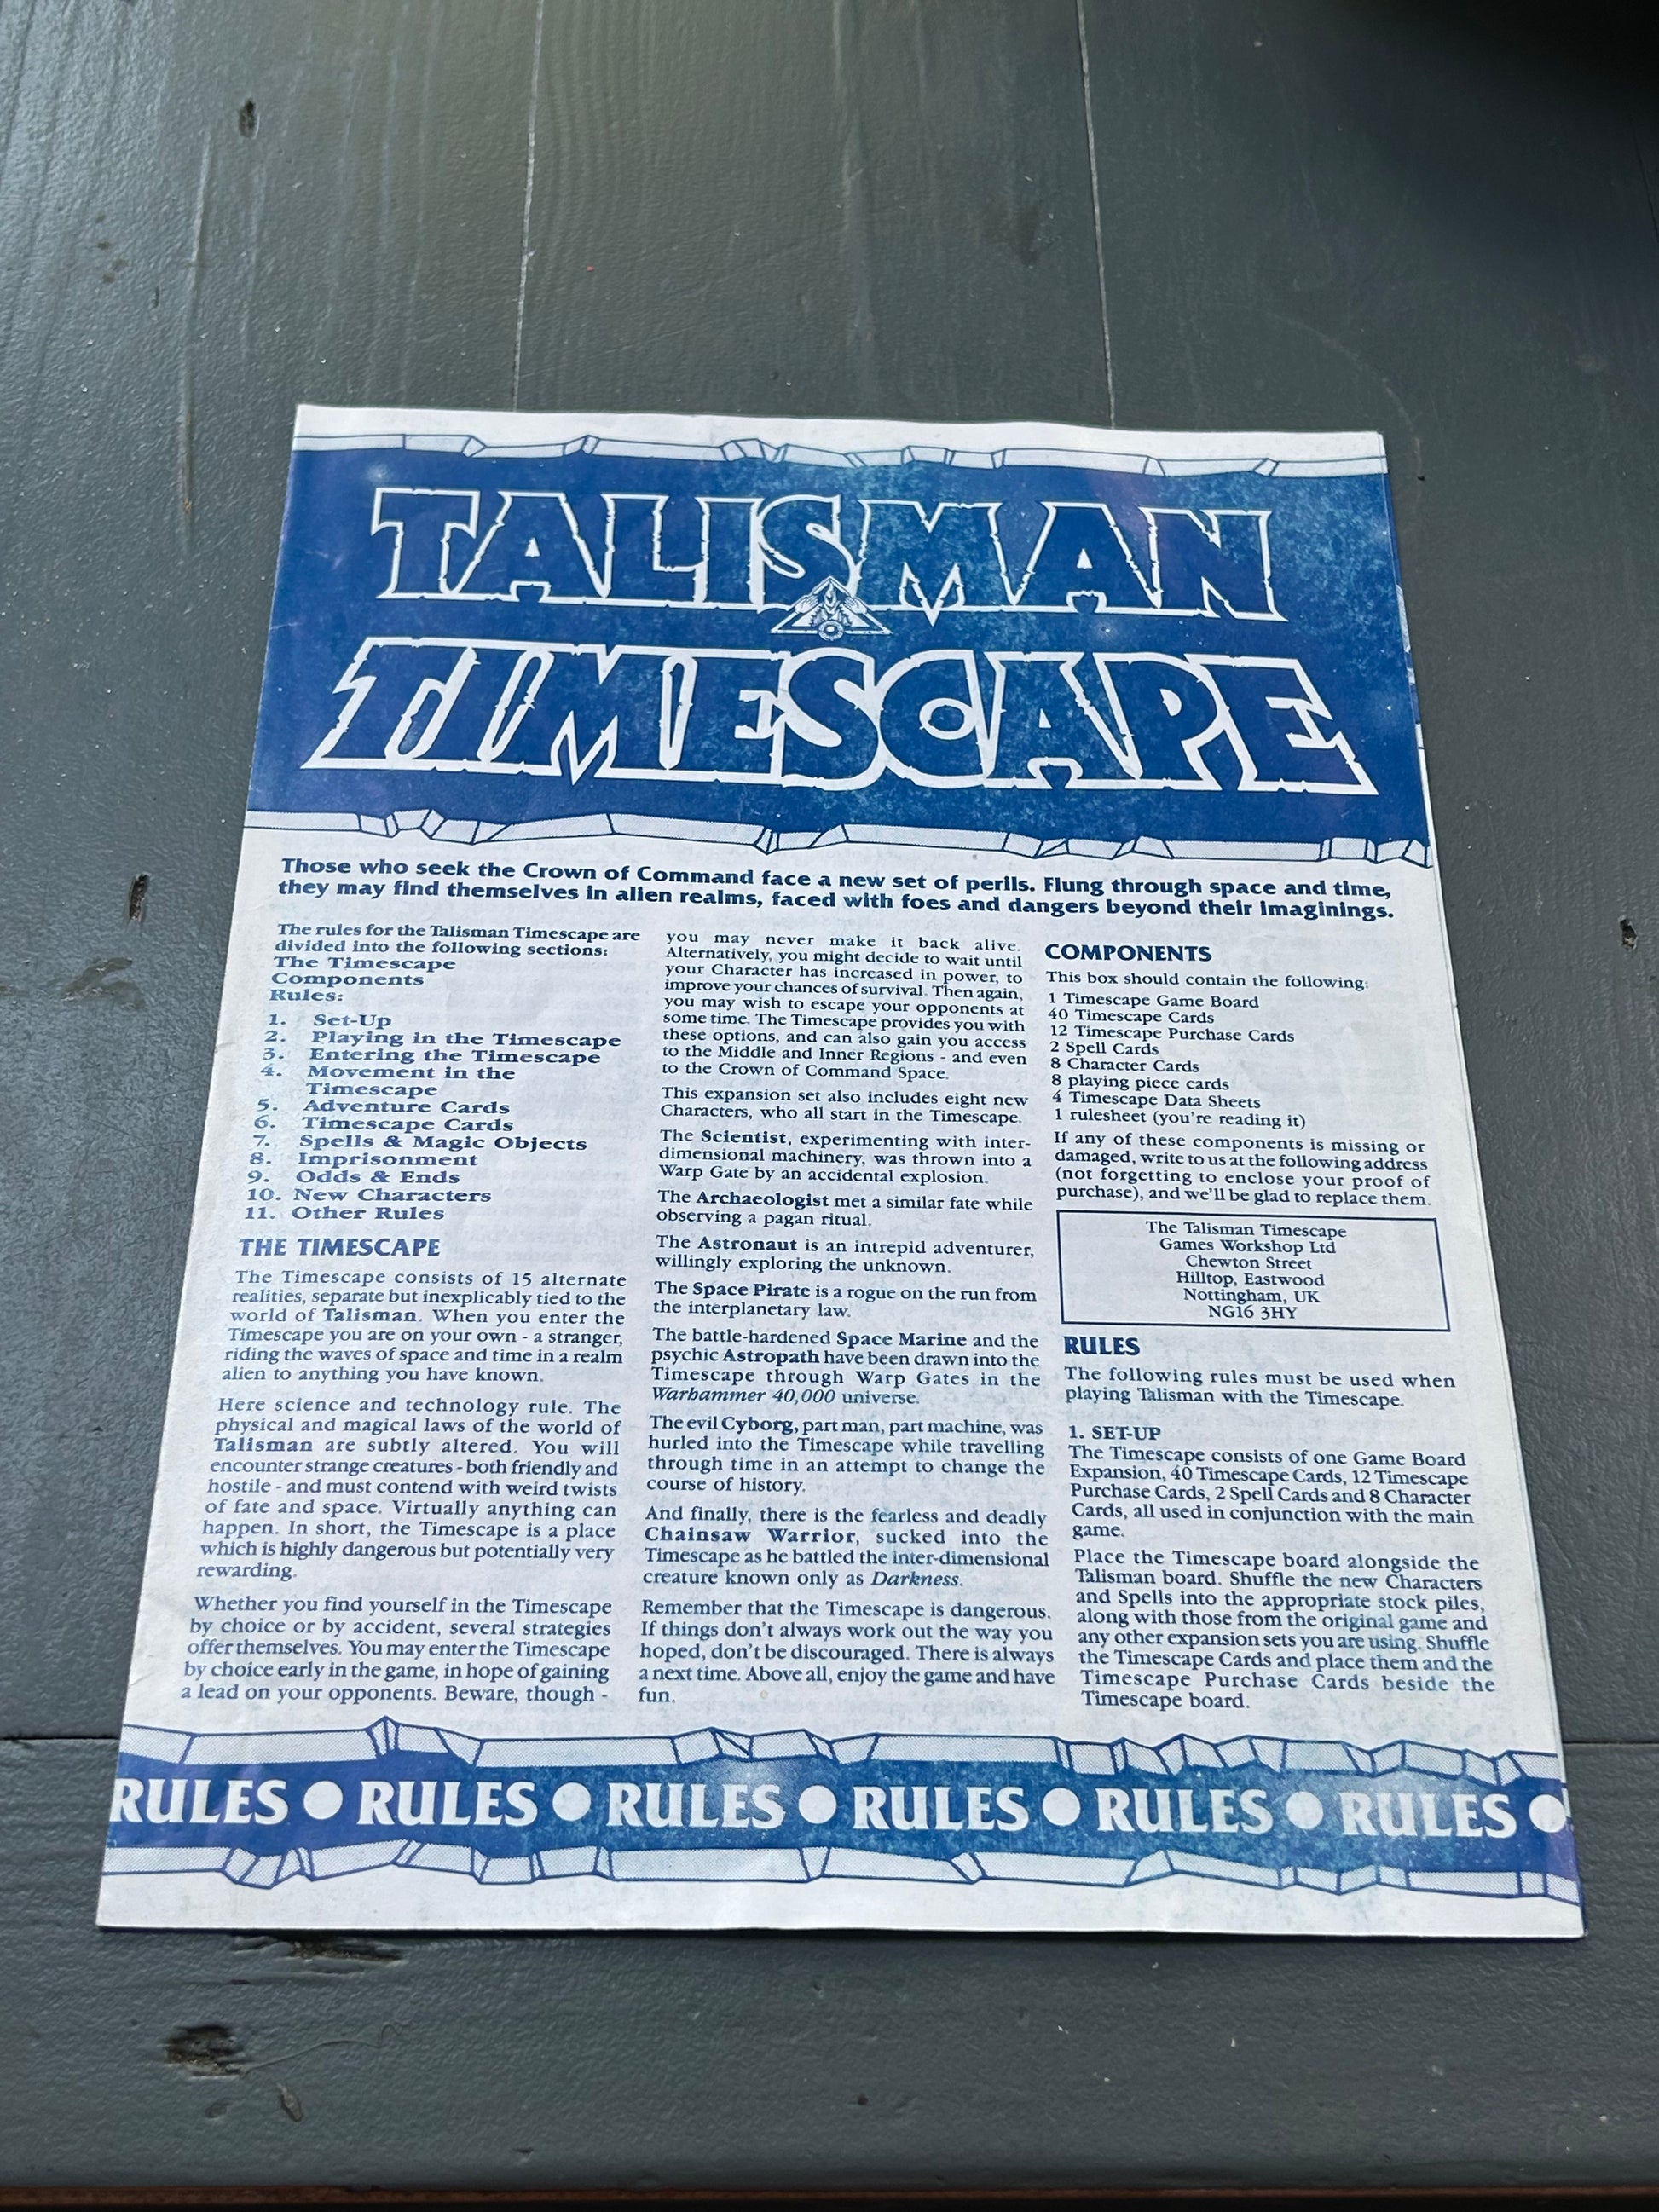 TALISMAN
TIMESCAPE
Those who seek the Crown of Command face a new set of perils. Flung through space and time,
they may find themselves in alien realms, faced with foes and dangers beyond their imaginings.
The rules for the Talisman Timescape are
divided into the following sections:
The Timescape
Components
Rules:
1. Set-Up
2. Playing in the Timescape
3. Entering the Timescape
4. Movement in the
Timescape
5. Adventure Cards
6. Timescape Cards
7. Spells & Magic Objects
8. Imprisonment
9. Odds & Ends
10. New Characters
11. Other Rules
THE TIMESCAPE
The Timescape consists of 15 alternate
realities, separate but inexplicably tied to the
world of Talisman. When you enter the
Timescape you are on your own - a stranger,
riding the waves of space and time in a realm
alien to anything you have known.
Here science and technology rule. The
physical and magical laws of the world of
Talisman are subtly altered. You will
encounter strange creatures - both friendly and
hostile - and must contend with weird twists
of fate and space. Virtually anything can
happen. In short, the Timescape is a place
which is highly dangerous but potentially very
rewarding.
Whether you find yourself in the Timescape
by choice or by accident, several strategies
offer themselves. You may enter the Timescape
by choice early in the game, in hope of gaining
a lead on your opponents. Beware, though -
you may never make it back alive.
Alternatively, you might decide to wait until
your Character has increased in power, to
improve your chances of survival. Then again,
you may wish to escape your opponents at
some time. The Timescape provides you with
these options, and can also gain you access
to the Middle and Inner Regions - and even
to the Crown of Command Space.
This expansion set also includes eight new
Characters, who all start in the Timescape.
The Scientist, experimenting with inter-
dimensional machinery, was thrown into a
Warp Gate by an accidental explosion.
The Archaeologist met a similar fate while
observing a pagan ritual.
The Astronaut is an intrepid adventurer,
willingly exploring the unknown.
The Space Pirate is a rogue on the run from
the interplanetary law.
The battle-hardened Space Marine and the
psychic Astropath have been drawn into the
Timescape through Warp Gates in the
Warhammer 40,000 universe.
The evil Cyborg, part man, part machine, was
hurled into the Timescape while travelling
through time in an attempt to change the
course of history.
And finally, there is the fearless and deadly
Chainsaw Warrior, sucked into the
Timescape as he battled the inter-dimensional
creature known only as Darkness.
Remember that the Timescape is dangerous.
If things don't always work out the way you
hoped, don't be discouraged. There is always
a next time. Above all, enjoy the game and have
fun.
COMPONENTS
This box should contain the following:
1 Timescape Game Board
40 Timescape Cards
12 Timescape Purchase Cards
2 Spell Cards
8 Character Cards
8 playing piece cards
4 Timescape Data Sheets
1 rulesheet (you're reading it)
If any of these components is missing or
damaged, write to us at the following address
(not forgetting to enclose your proof of
purchase), and we'll be glad to replace them.
The Talisman Timescape
Games Workshop Ltd
Chewton Street
Hilltop, Eastwood
Nottingham, UK
NG16 3HY
RULES
The following rules must be used when
playing Talisman with the Timescape.
1. SET-UP
The Timescape consists of one Game Board
Expansion, 40 Timescape Cards, 12 Timescape
Purchase Cards, 2 Spell Cards and 8 Character
Cards, all used in conjunction with the main
game.
Place the Timescape board alongside the
Talisman board. Shuffle the new Characters
and Spells into the appropriate stock piles,
along with those from the original game and
any other expansion sets you are using. Shuffle
the Timescape Cards and place them and the
Timescape Purchase Cards beside the
Timescape board.
RULES ● RULES ● RULES ● RULES ● RULES ● RULES ●